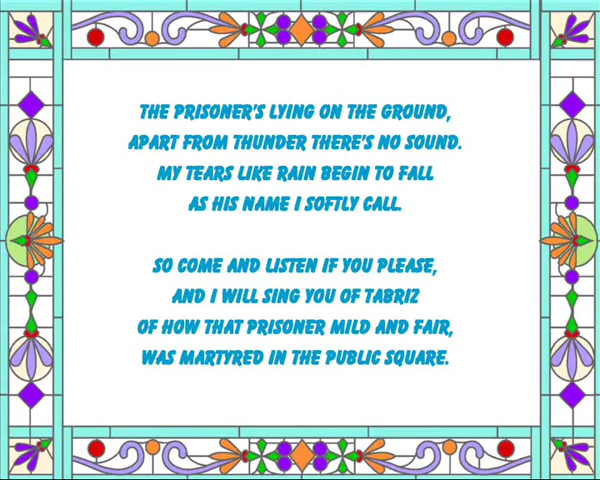 THE PRISONER'S LYING ON THE GROUND,
APART FROM THUNDER THERE'S NO SOUND.
MY TEARS LIKE RAIN BEGIN TO FALL
AS HIS NAME I SOFTLY CALL.
SO COME AND LISTEN IF YOU PLEASE,
AND I WILL SING YOU OF TABRIZ
OF HOW THAT PRISONER MILD AND FAIR,
WAS MARTYRED IN THE PUBLIC SQUARE.